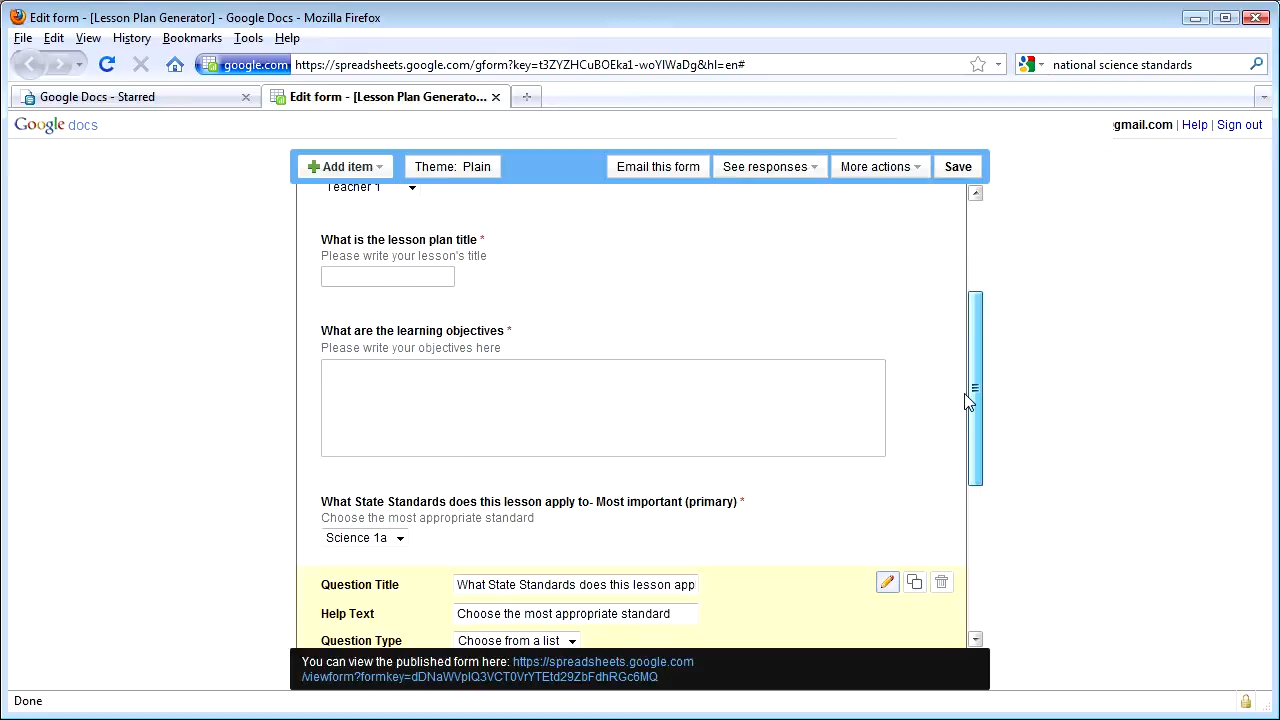 Edit form - [Lesson Plan Generator] - Google Docs - Mozilla Firefox
File Edit View History Bookmarks Tools Help
google.com https://spreadsheets.google.com/gform?key=t3ZYZHCuBOEka1-woYlWaDg&hl=en# national science standards
Google Docs - Starred Edit form - [Lesson Plan Generato...
Google docs gmail.com | Help | Sign out
Add item Theme: Plain Email this form See responses More actions Save
Teacher 1
What is the lesson plan title *
Please write your lesson's title
What are the learning objectives *
Please write your objectives here
What State Standards does this lesson apply to- Most important (primary) *
Choose the most appropriate standard
Science 1a
Question Title What State Standards does this lesson app
Help Text Choose the most appropriate standard
Question Type Choose from a list
You can view the published form here: https://spreadsheets.google.com
/viewform?formkey=dDNaWVpIQ3VCT0VrYTEtd29ZbFdhRGc6MQ
Done